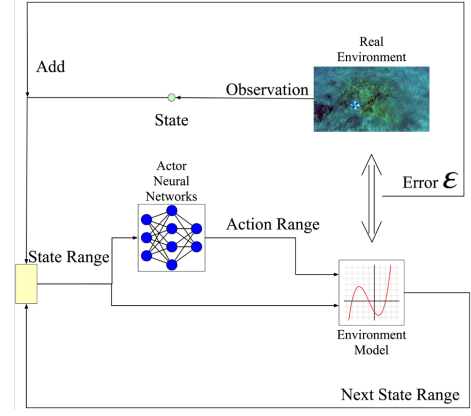 Real
Environment
Add
Observation
State
Actor
Neural
Networks
Error ε
Action Range
State Range
Environment
Model
Next State Range